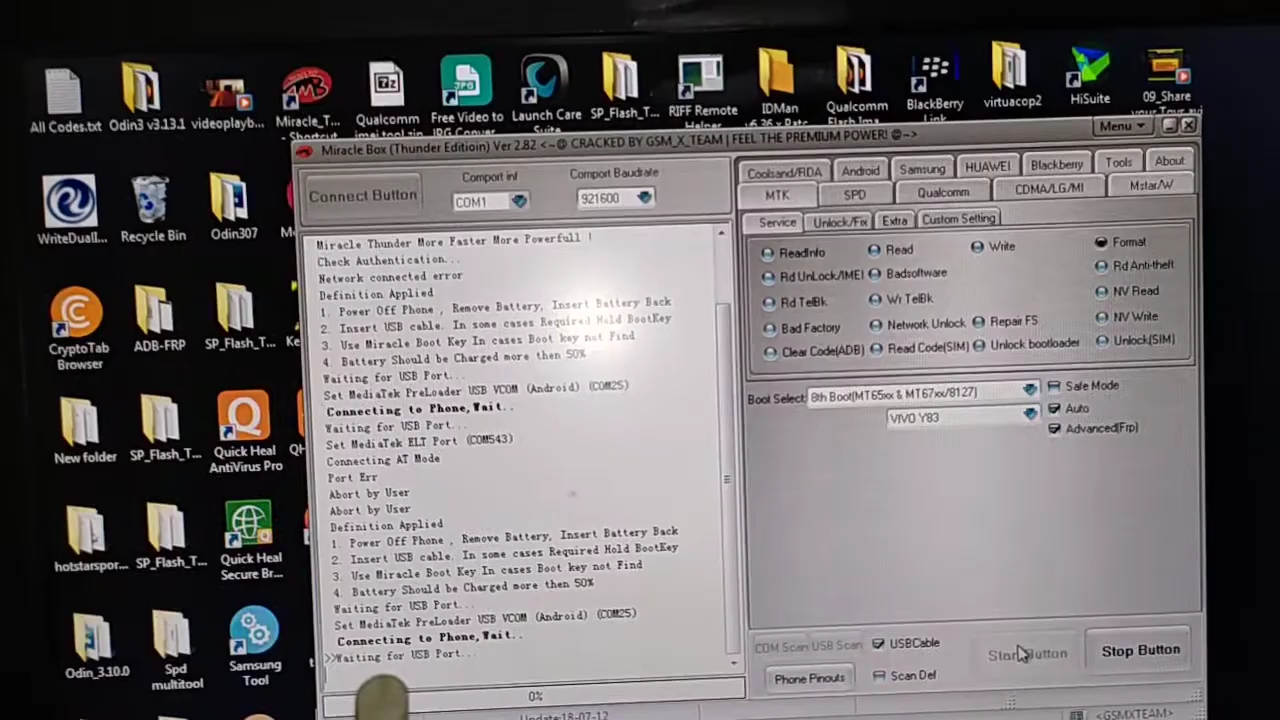 All Codes.txt
Odin3 v3.13.1
videoplayb...
Miracle_T...
Shortcut
Qualcomm
imei tool.zip
Free Video to
JPG Conver...
Launch Care
Suite
SP_Flash_T...
RIFF Remote
Helper
IDMan
Qualcomm
BlackBerry
Link
virtuacop2
HiSuite
09_Share
WriteDuall...
Recycle Bin
Odin307
CryptoTab
Browser
ADB-FRP
SP_Flash_T...
New folder
SP_Flash_T...
Quick Heal
AntiVirus Pro
hotstarspor...
SP_Flash_T...
Quick Heal
Secure Br...
Odin_3.10.0
Spd
multitool
Samsung
Tool
Miracle Box (Thunder Editioin) Ver 2.82 <~@ CRACKED BY GSM_X_TEAM | FEEL THE PREMIUM POWER! @~>
Menu
Connect Button
Comport inf
COM1
Comport Baudrate
921600
Miracle Thunder More Faster More Powerfull !
Check Authentication...
Network connected error
Definition Applied
1. Power Off Phone , Remove Battery, Insert Battery Back
2. Insert USB cable. In some cases Required Hold BootKey
3. Use Miracle Boot Key In cases Boot key not Find
4. Battery Should be Charged more then 50%
Waiting for USB Port...
Set MediaTek PreLoader USB VCOM (Android) (COM25)
Connecting to Phone,Wait..
Waiting for USB Port...
Set MediaTek ELT Port (COM543)
Connecting AT Mode
Port Err
Abort by User
Abort by User
Definition Applied
1. Power Off Phone , Remove Battery, Insert Battery Back
2. Insert USB cable. In some cases Required Hold BootKey
3. Use Miracle Boot Key In cases Boot key not Find
4. Battery Should be Charged more then 50%
Waiting for USB Port...
Set MediaTek PreLoader USB VCOM (Android) (COM25)
Connecting to Phone,Wait..
>>Waiting for USB Port...
0%
Update:18-07-12
Coolsand/RDA Android Samsung HUAWEI Blackberry Tools About
MTK SPD Qualcomm CDMA/LG/MI Mstar/W
Service Unlock/Fix Extra Custom Setting
ReadInfo Read Write Format
Rd UnLock/IMEI Badsoftware Rd Anti-theft
Rd TelBk Wr TelBk NV Read
Bad Factory Network Unlock Repair FS NV Write
Clear Code(ADB) Read Code(SIM) Unlock bootloader Unlock(SIM)
Boot Select: 8th Boot(MT65xx & MT67xx/8127) Safe Mode
VIVO Y83 Auto
Advanced(Frp)
COM Scan USB Scan USBCable Start Button Stop Button
Phone Pinouts Scan Def
<GSMXTEAM>